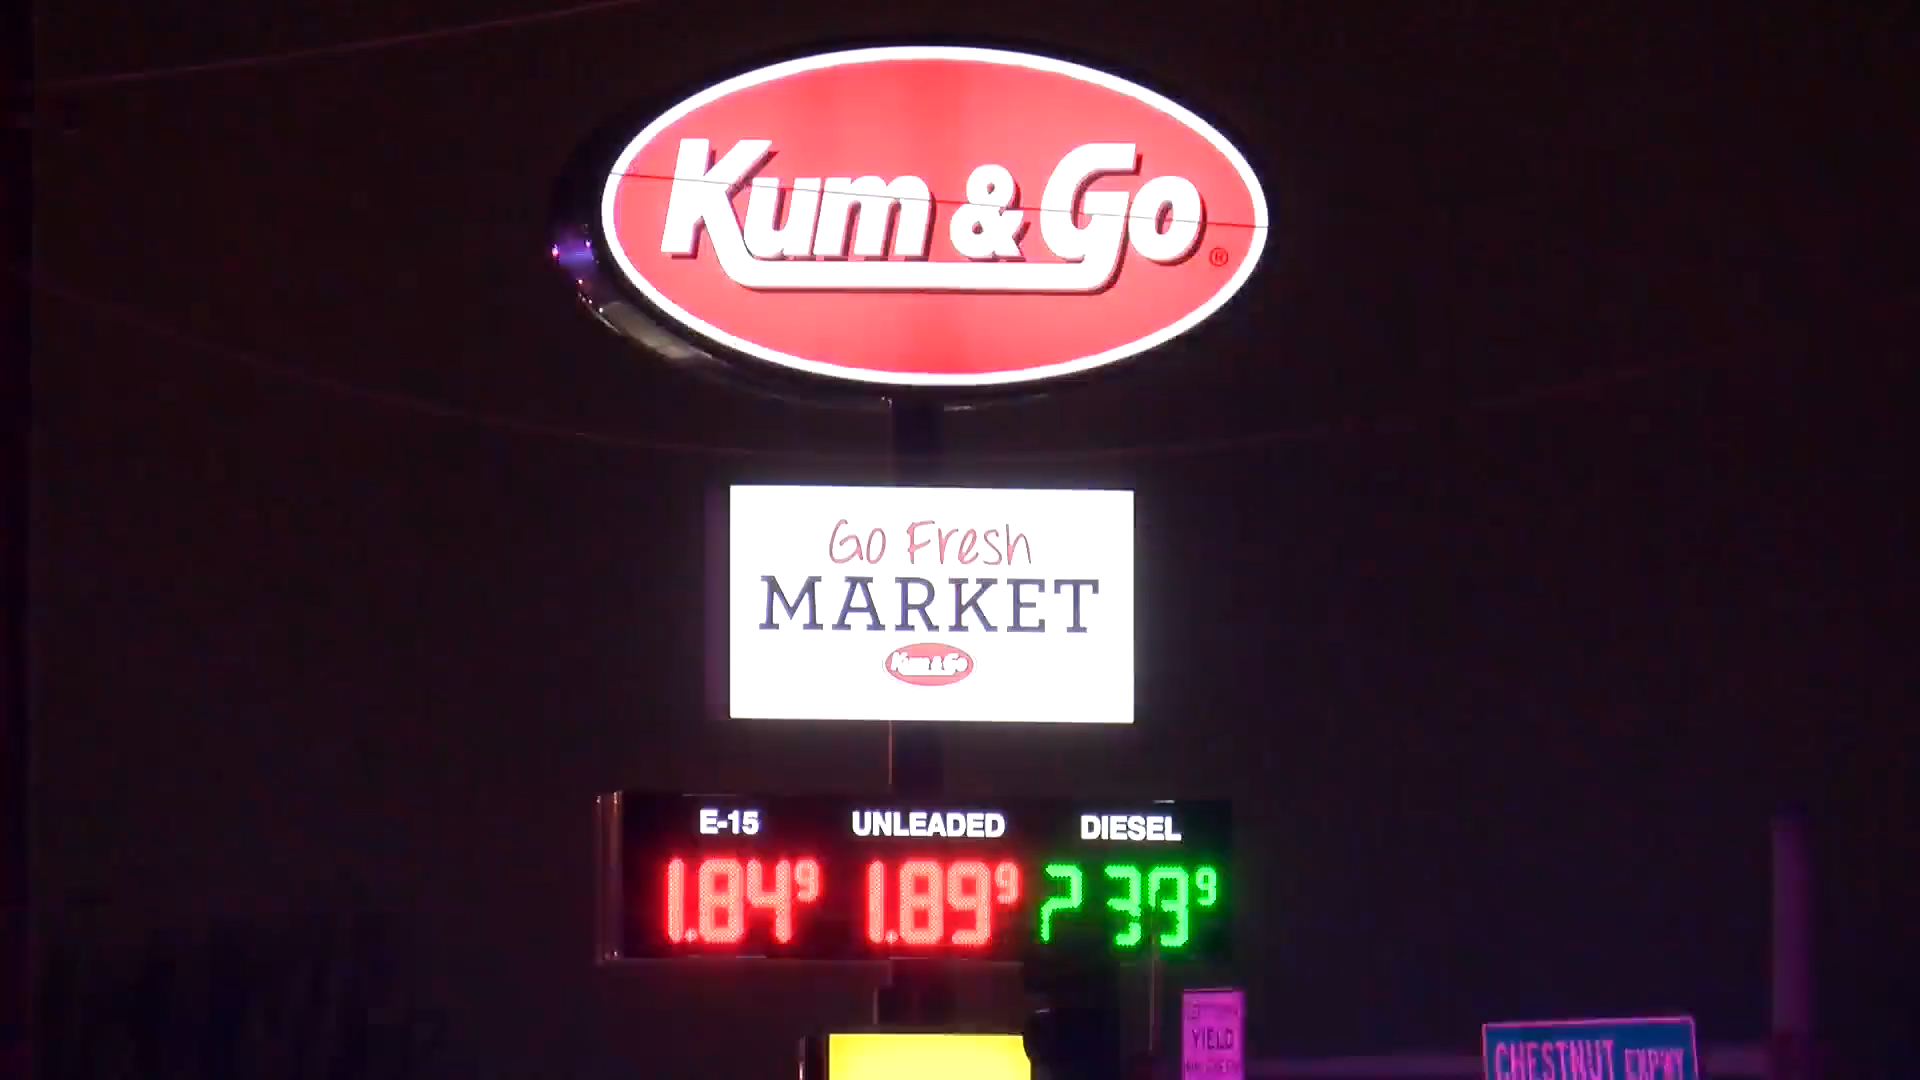 Kum & Go ®
Go Fresh
MARKET
Kum & Go
E-15 UNLEADED DIESEL
1.84⁹ 1.89⁹ 2 39⁹
YIELD
CHESTNUT EXPWY